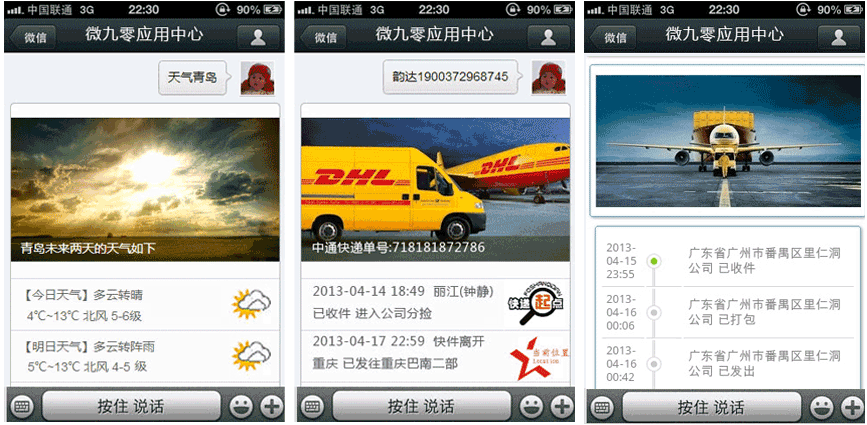 中国联通 3G 22:30 90%
微信 微九零应用中心
天气青岛
青岛未来两天的天气如下
【今日天气】多云转晴
4℃~13℃ 北风 5-6级
【明日天气】多云转阵雨
5℃~13℃ 北风 4-5 级
按住 说话
中国联通 3G 22:30 90%
微信 微九零应用中心
韵达1900372968745
DHL
DHL
中通快递单号:718181872786
2013-04-14 18:49 丽江(钟静)
已收件 进入公司分捡
KUAIDIQIDIAN
快递起点
2013-04-17 22:59 快件离开
重庆 已发往重庆巴南二部
当前位置
Location
按住 说话
中国联通 3G 22:30 90%
微信 微九零应用中心
2013-
04-15
23:55
广东省广州市番禺区里仁洞
公司 已收件
2013-
04-16
00:06
广东省广州市番禺区里仁洞
公司 已打包
2013-
04-16
00:42
广东省广州市番禺区里仁洞
公司 已发出
按住 说话